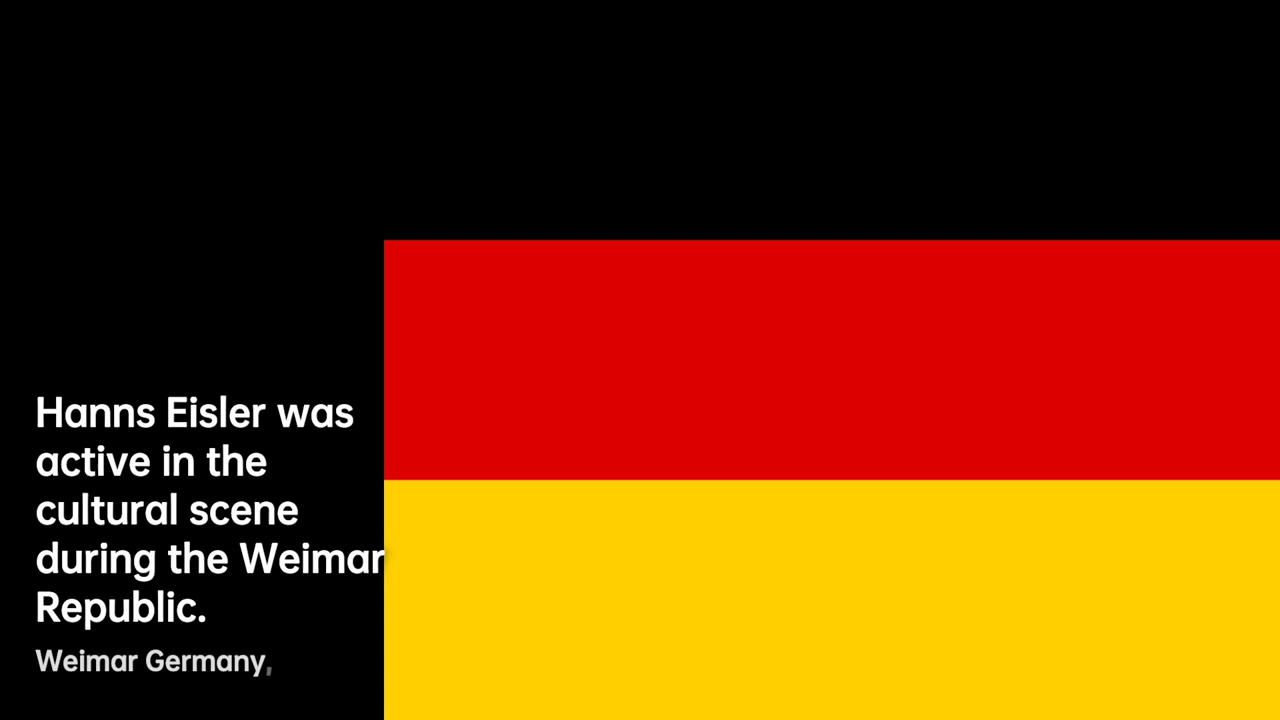 Hanns Eisler was
active in the
cultural scene
during the Weimar
Republic.
Weimar Germany,